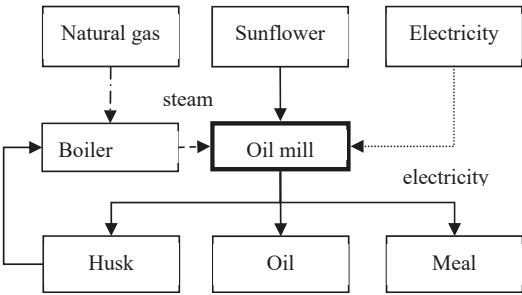 Natural gas
Sunflower
Electricity
steam
Boiler
Oil mill
electricity
Husk
Oil
Meal